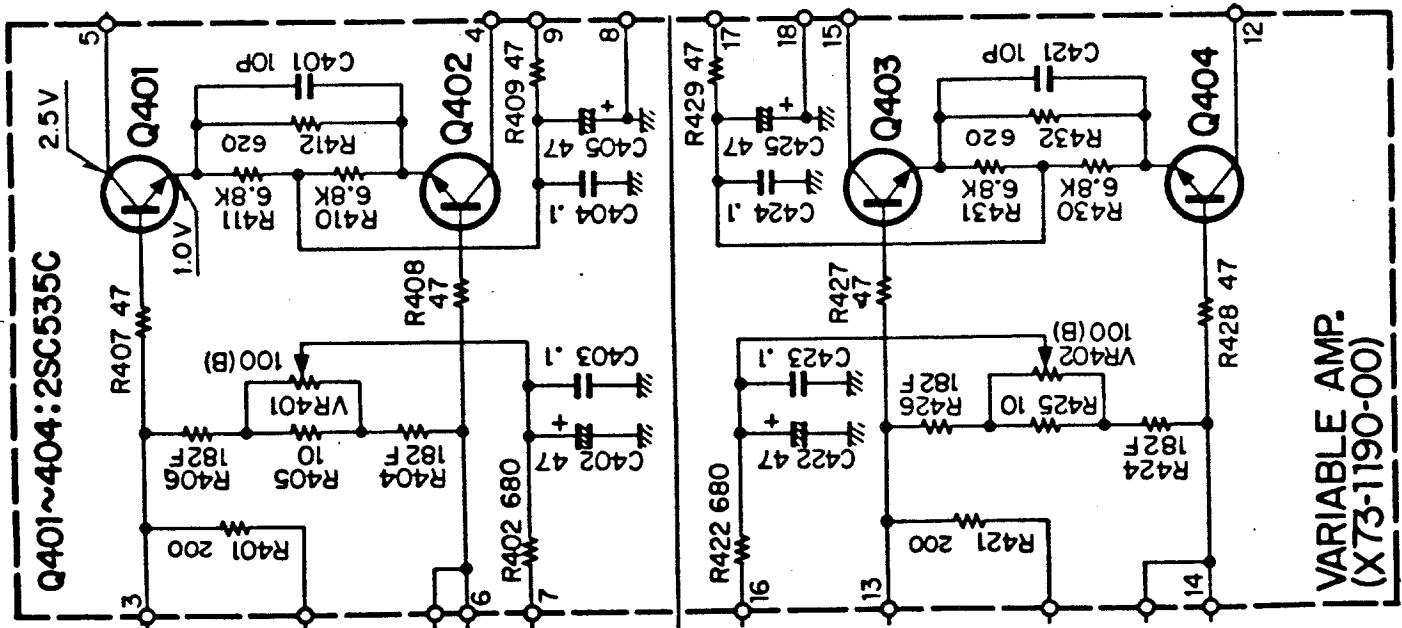 5
2.5V
Q401
C401
10P
R412
620
R411
6.8K
R410
6.8K
1.0V
Q402
4
R409 47
9
8
C405 47
+
C404 .1
Q401~404:2SC535C
R407 47
R408
47
100(B)
VR401
C403 .1
R406
182F
R405
10
R404
182F
+
C402 47
R401
200
R402 680
3
6
7
17
R429 47
18
15
C425
47
+
C424 .1
Q403
C421
10P
R432
620
R431
6.8K
R430
6.8K
Q404
12
R427
47
R428 47
100(B)
VR402
C423 .1
R426
182F
R425 10
R424
182F
+
C422 47
R422 680
R421
200
16
13
14
VARIABLE AMP.
(X73-1190-00)